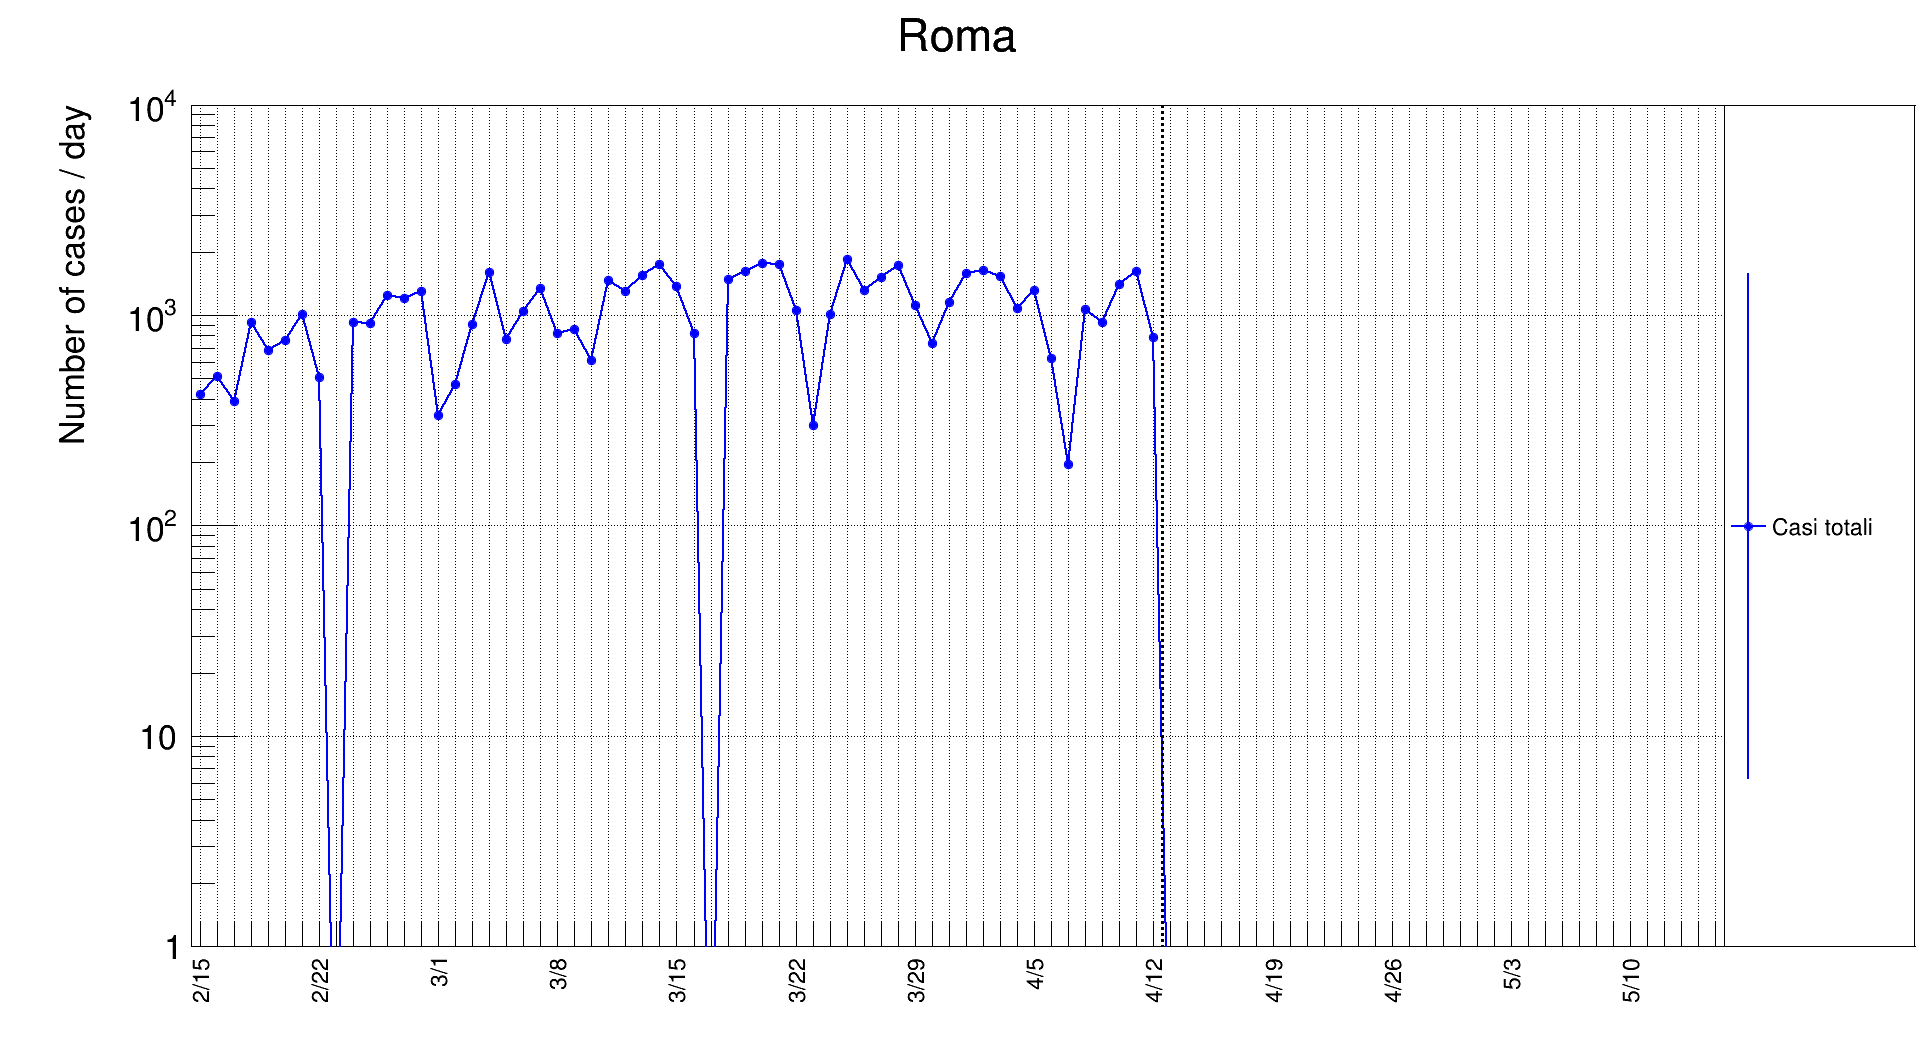 Roma
Number of cases / day
10^4
10^3
10^2
10
1
2/15 2/22 3/1 3/8 3/15 3/22 3/29 4/5 4/12 4/19 4/26 5/3 5/10
Casi totali